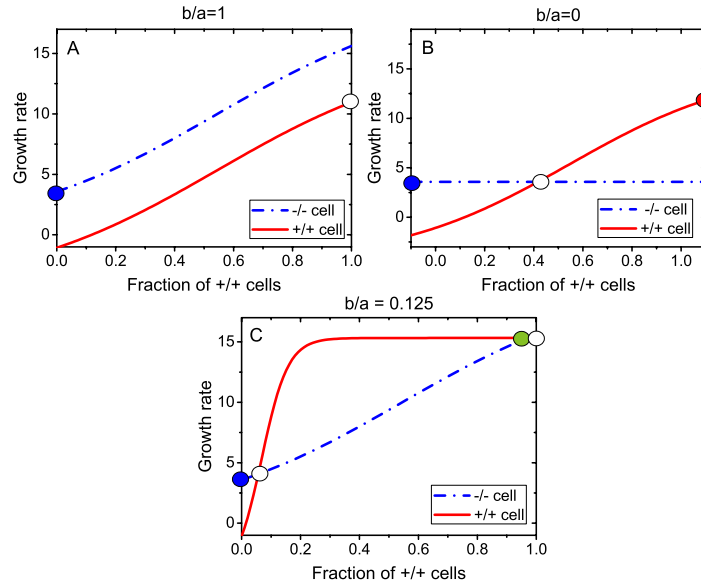 b/a=1
A
Growth rate
15
10
5
0
-/- cell
+/+ cell
0.0 0.2 0.4 0.6 0.8 1.0
Fraction of +/+ cells
b/a=0
B
Growth rate
15
10
5
0
-/- cell
+/+ cell
0.0 0.2 0.4 0.6 0.8 1.0
Fraction of +/+ cells
b/a = 0.125
C
Growth rate
15
10
5
0
-/- cell
+/+ cell
0.0 0.2 0.4 0.6 0.8 1.0
Fraction of +/+ cells